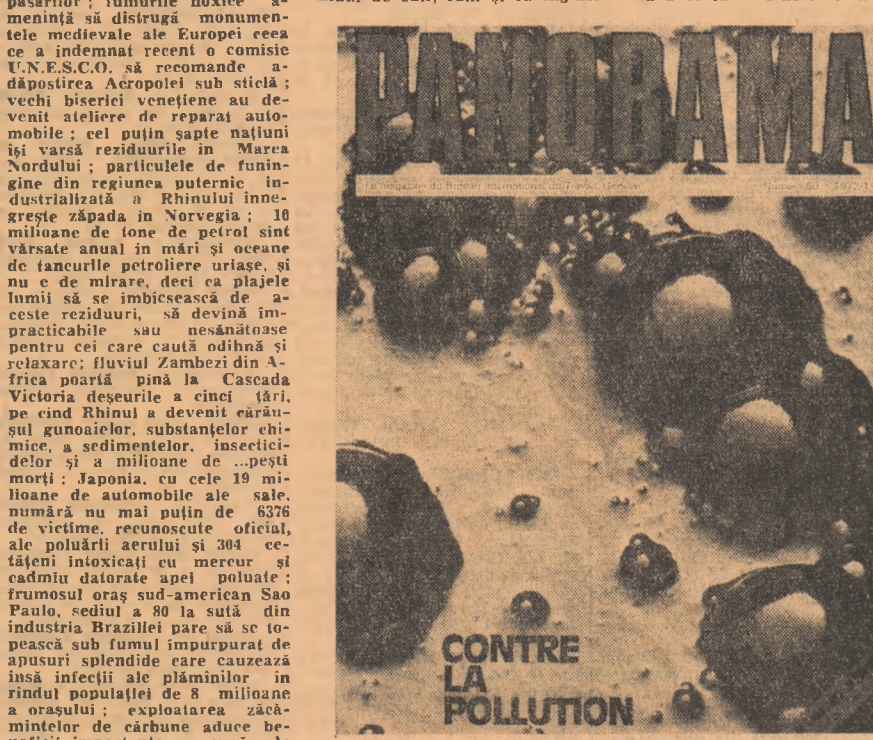 păsărilor ; fumurile noxice a-
menință să distrugă monumen-
tele medievale ale Europei ceea
ce a îndemnat recent o comisie
U.N.E.S.C.O. să recomande a-
dăpostirea Acropolei sub sticlă ;
vechi biserici venețiene au de-
venit ateliere de reparat auto-
mobile ; cel puțin șapte națiuni
își varsă reziduurile în Marea
Nordului ; particulele de funin-
gine din regiunea puternic in-
dustrializată a Rhinului înne-
grește zăpada în Norvegia ; 10
milioane de tone de petrol sînt
vărsate anual în mări și oceane
de tancurile petroliere uriașe, și
nu e de mirare, deci ca plajele
lumii să se îmbicsească de a-
ceste reziduuri, să devină im-
practicabile sau nesănătoase
pentru cei care caută odihnă și
relaxare; fluviul Zambezi din A-
frica poartă pînă la Cascada
Victoria deșeurile a cinci țări,
pe cînd Rhinul a devenit cărău-
șul gunoaielor, substanțelor chi-
mice, a sedimentelor, insectici-
delor și a milioane de ...pești
morți ; Japonia, cu cele 19 mi-
lioane de automobile ale sale,
numără nu mai puțin de 6376
de victime, recunoscute oficial,
ale poluării aerului și 304 ce-
tățeni intoxicați cu mercur și
cadmiu datorate apei poluate ;
frumosul oraș sud-american Sao
Paulo, sediul a 80 la sută din
industria Braziliei pare să se to-
pească sub fumul împurpurat de
apusuri splendide care cauzează
însă infecții ale plămînilor în
rîndul populației de 8 milioane
a orașului ; exploatarea zăcă-
mintelor de cărbune aduce be-
PANORAMA
Le magazine du Bureau international du Travail, Genève
1972
CONTRE
LA
POLLUTION